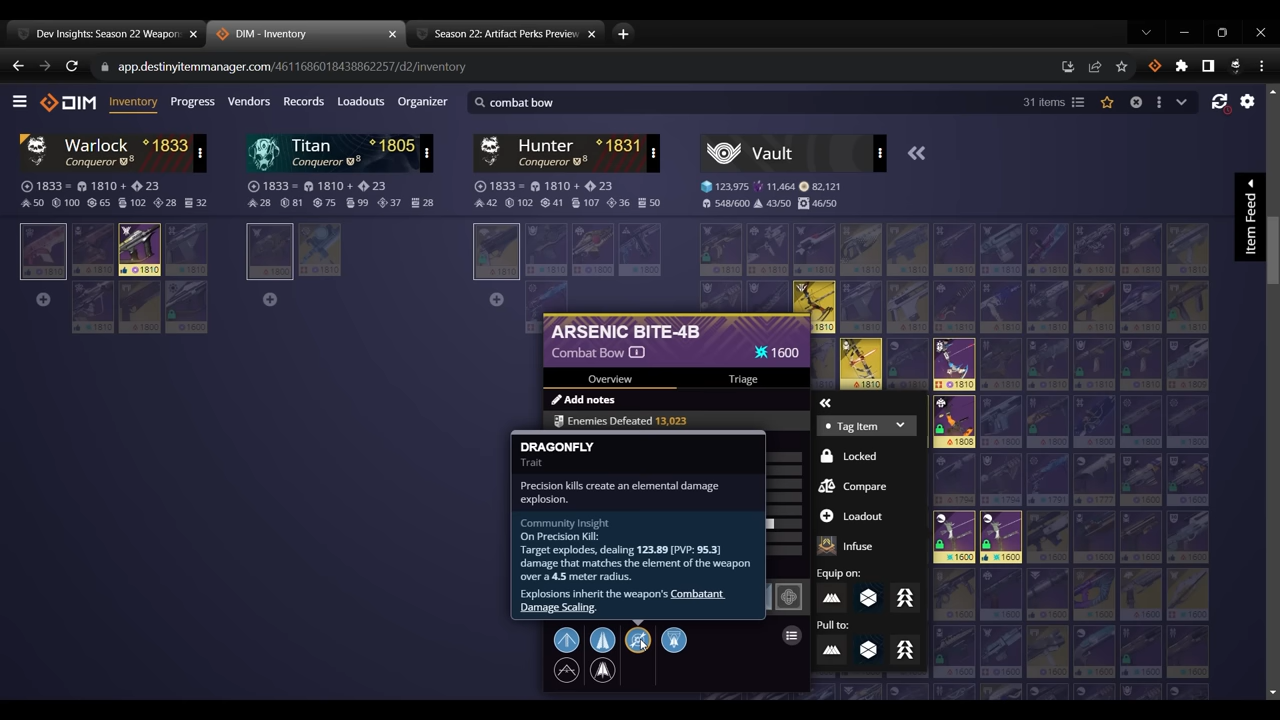 Dev Insights: Season 22 Weapon
DIM - Inventory
Season 22: Artifact Perks Preview
app.destinyitemmanager.com/4611686018438862257/d2/inventory
DIM
Inventory
Progress
Vendors
Records
Loadouts
Organizer
combat bow
31 items
Warlock 1833
Conqueror 8
Titan 1805
Conqueror 8
Hunter 1831
Conqueror 8
Vault
1833 = 1810 + 23
1833 = 1810 + 23
1833 = 1810 + 23
123,975 11,464 82,121
50 100 65 102 28 32
28 81 75 99 37 28
42 102 41 107 36 50
548/600 43/50 46/50
Item Feed
ARSENIC BITE-4B
Combat Bow
1600
Overview
Triage
Add notes
Enemies Defeated 13,023
DRAGONFLY
Trait
Precision kills create an elemental damage
explosion.
Community Insight
On Precision Kill:
Target explodes, dealing 123.89 [PVP: 95.3]
damage that matches the element of the weapon
over a 4.5 meter radius.
Explosions inherit the weapon's Combatant
Damage Scaling.
Tag Item
Locked
Compare
Loadout
Infuse
Equip on:
Pull to:
1810
1810
1810
1810
1808
1600
1600